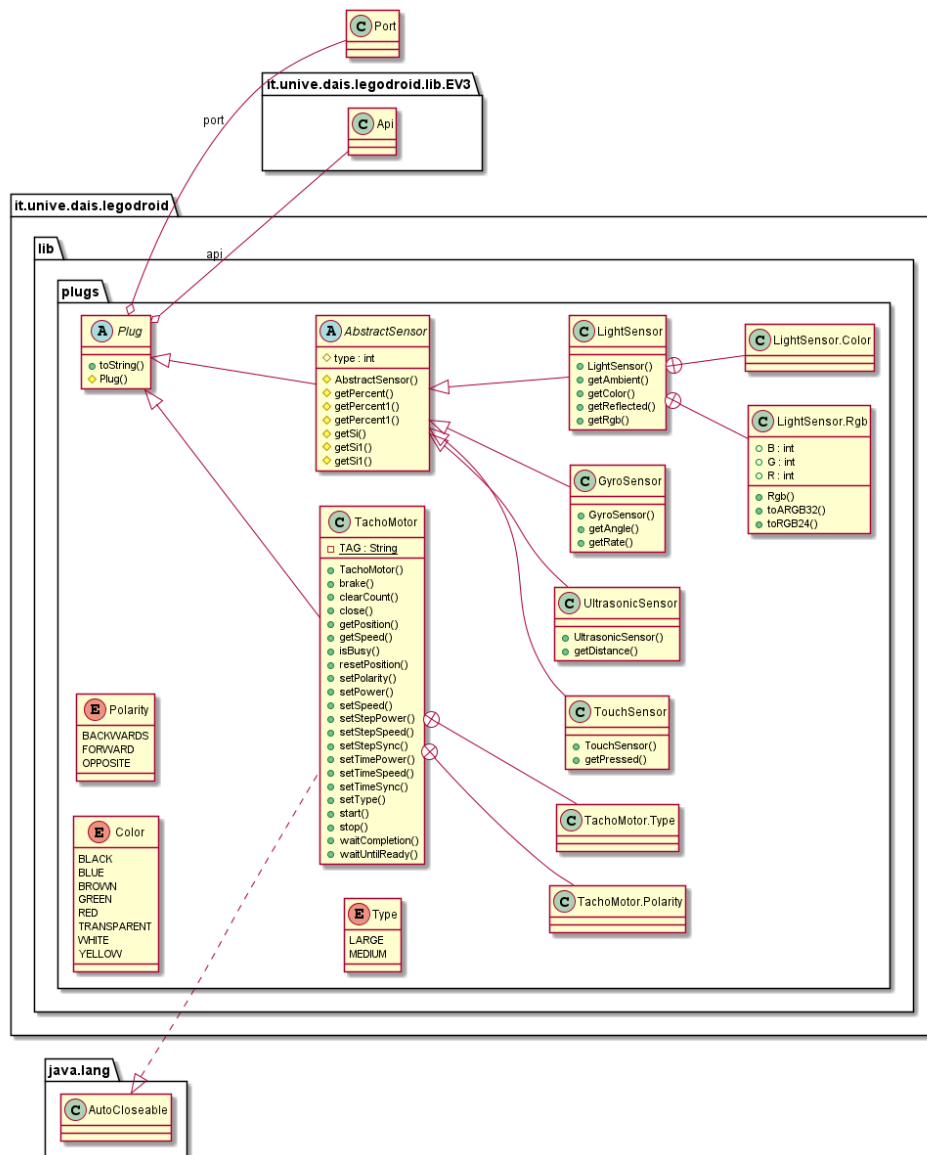 C Port
it.unive.dais.legodroid.lib.EV3
C Api
port
it.unive.dais.legodroid
lib
api
plugs
A Plug
toString()
Plug()
A AbstractSensor
type : int
AbstractSensor()
getPercent()
getPercent1()
getPercent1()
getSi()
getSi1()
getSi1()
C LightSensor
LightSensor()
getAmbient()
getColor()
getReflected()
getRgb()
C LightSensor.Color
C LightSensor.Rgb
B : int
G : int
R : int
Rgb()
toARGB32()
toRGB24()
C GyroSensor
GyroSensor()
getAngle()
getRate()
C TachoMotor
TAG : String
TachoMotor()
brake()
clearCount()
close()
getPosition()
getSpeed()
isBusy()
resetPosition()
setPolarity()
setPower()
setSpeed()
setStepPower()
setStepSpeed()
setStepSync()
setTimePower()
setTimeSpeed()
setTimeSync()
setType()
start()
stop()
waitCompletion()
waitUntilReady()
C UltrasonicSensor
UltrasonicSensor()
getDistance()
C TouchSensor
TouchSensor()
getPressed()
E Polarity
BACKWARDS
FORWARD
OPPOSITE
C TachoMotor.Type
E Color
BLACK
BLUE
BROWN
GREEN
RED
TRANSPARENT
WHITE
YELLOW
E Type
LARGE
MEDIUM
C TachoMotor.Polarity
java.lang
C AutoCloseable